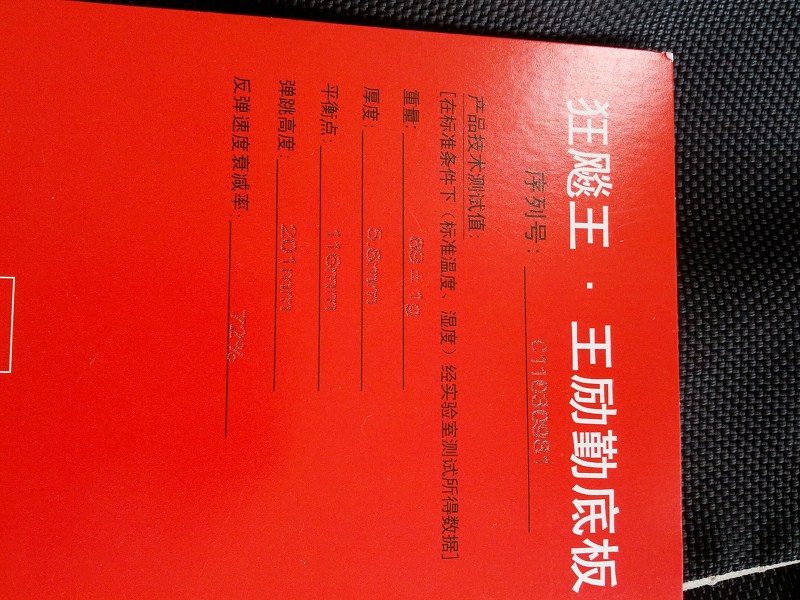 狂飚王·王励勤底板
序列号：C1103098*
产品技术测试值：
[在标准条件下（标准温度、湿度）经实验室测试所得数据]
重量：89±1g
厚度：5.8mm
平衡点：116mm
弹跳高度：201mm
反弹速度衰减率：72%